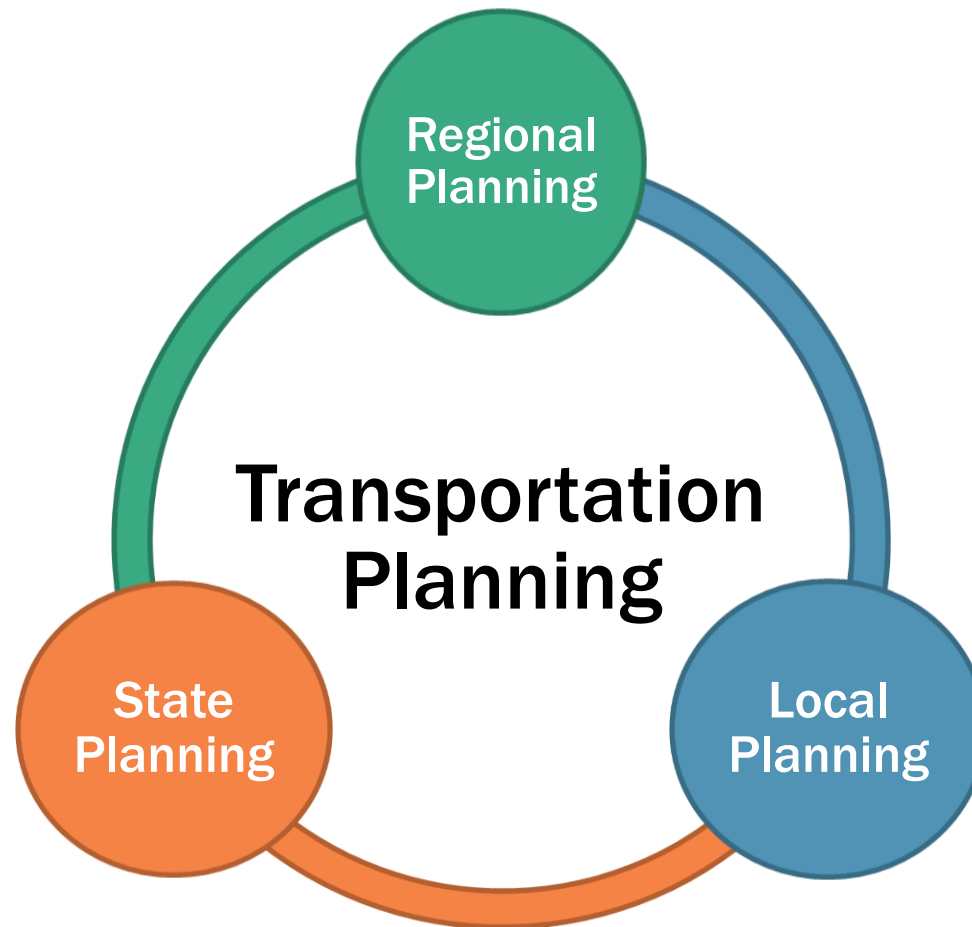 Regional
Planning
Transportation
Planning
State
Planning
Local
Planning